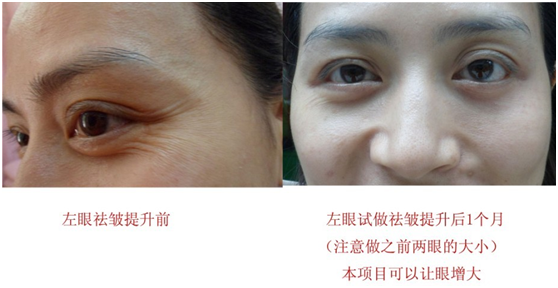 左眼祛皱提升前
左眼试做祛皱提升后1个月
（注意做之前两眼的大小）
本项目可以让眼增大